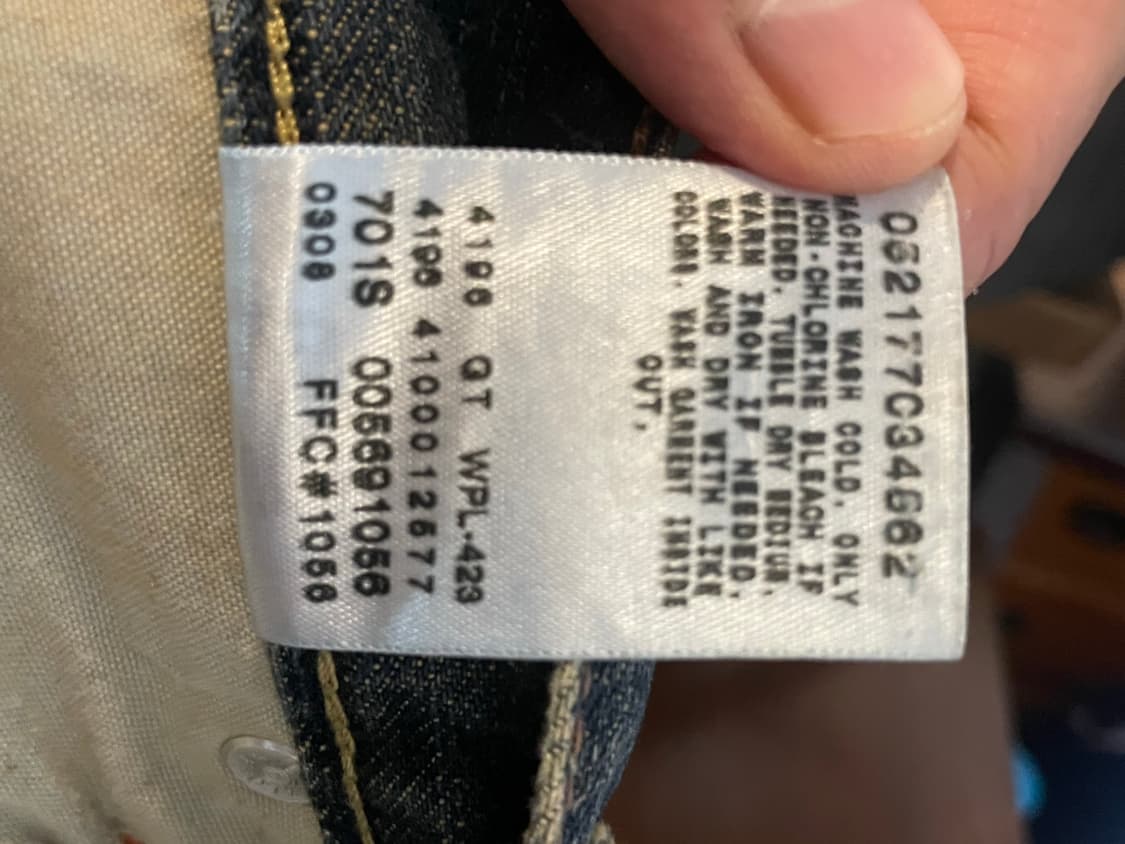 062177C34662
MACHINE WASH COLD, ONLY
NON-CHLORINE BLEACH IF
NEEDED, TUMBLE DRY MEDIUM,
WARM IRON IF NEEDED,
WASH AND DRY WITH LIKE
COLORS, WASH GARMENT INSIDE
OUT,
4196 QT WPL-423
4196 4100012677
701S 005691056
0308 FFC#1056